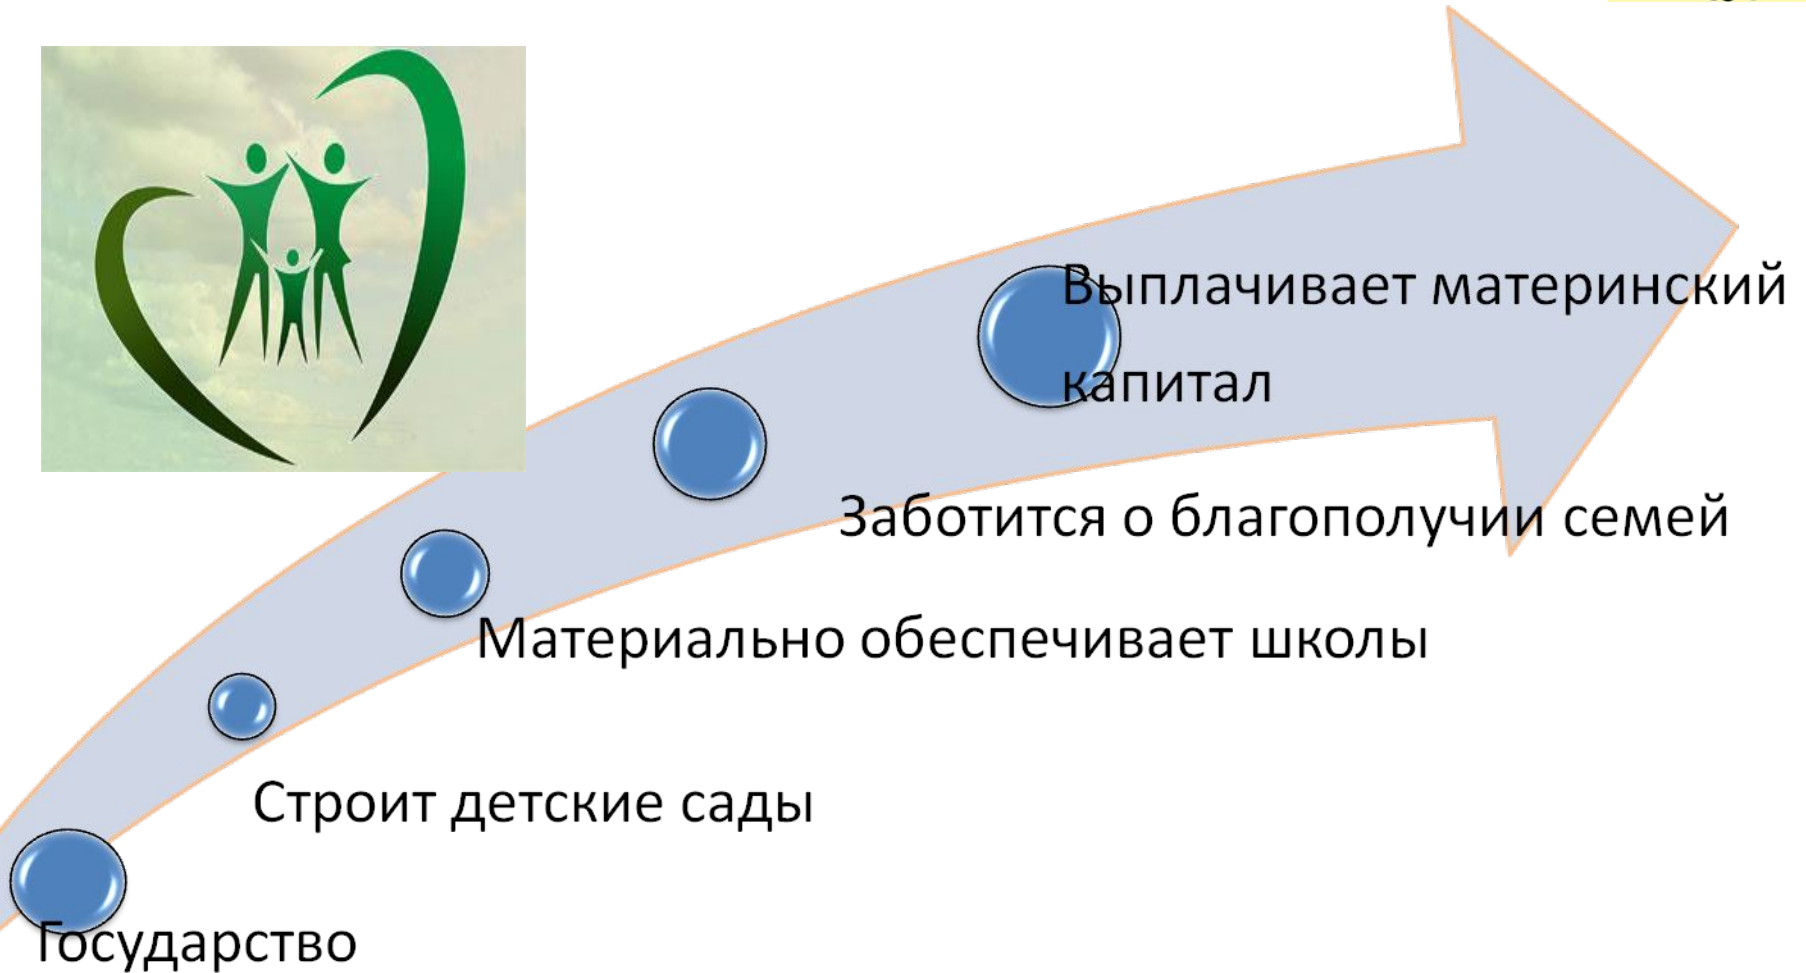 Выплачивает материнский
капитал
Заботится о благополучии семей
Материально обеспечивает школы
Строит детские сады
Государство